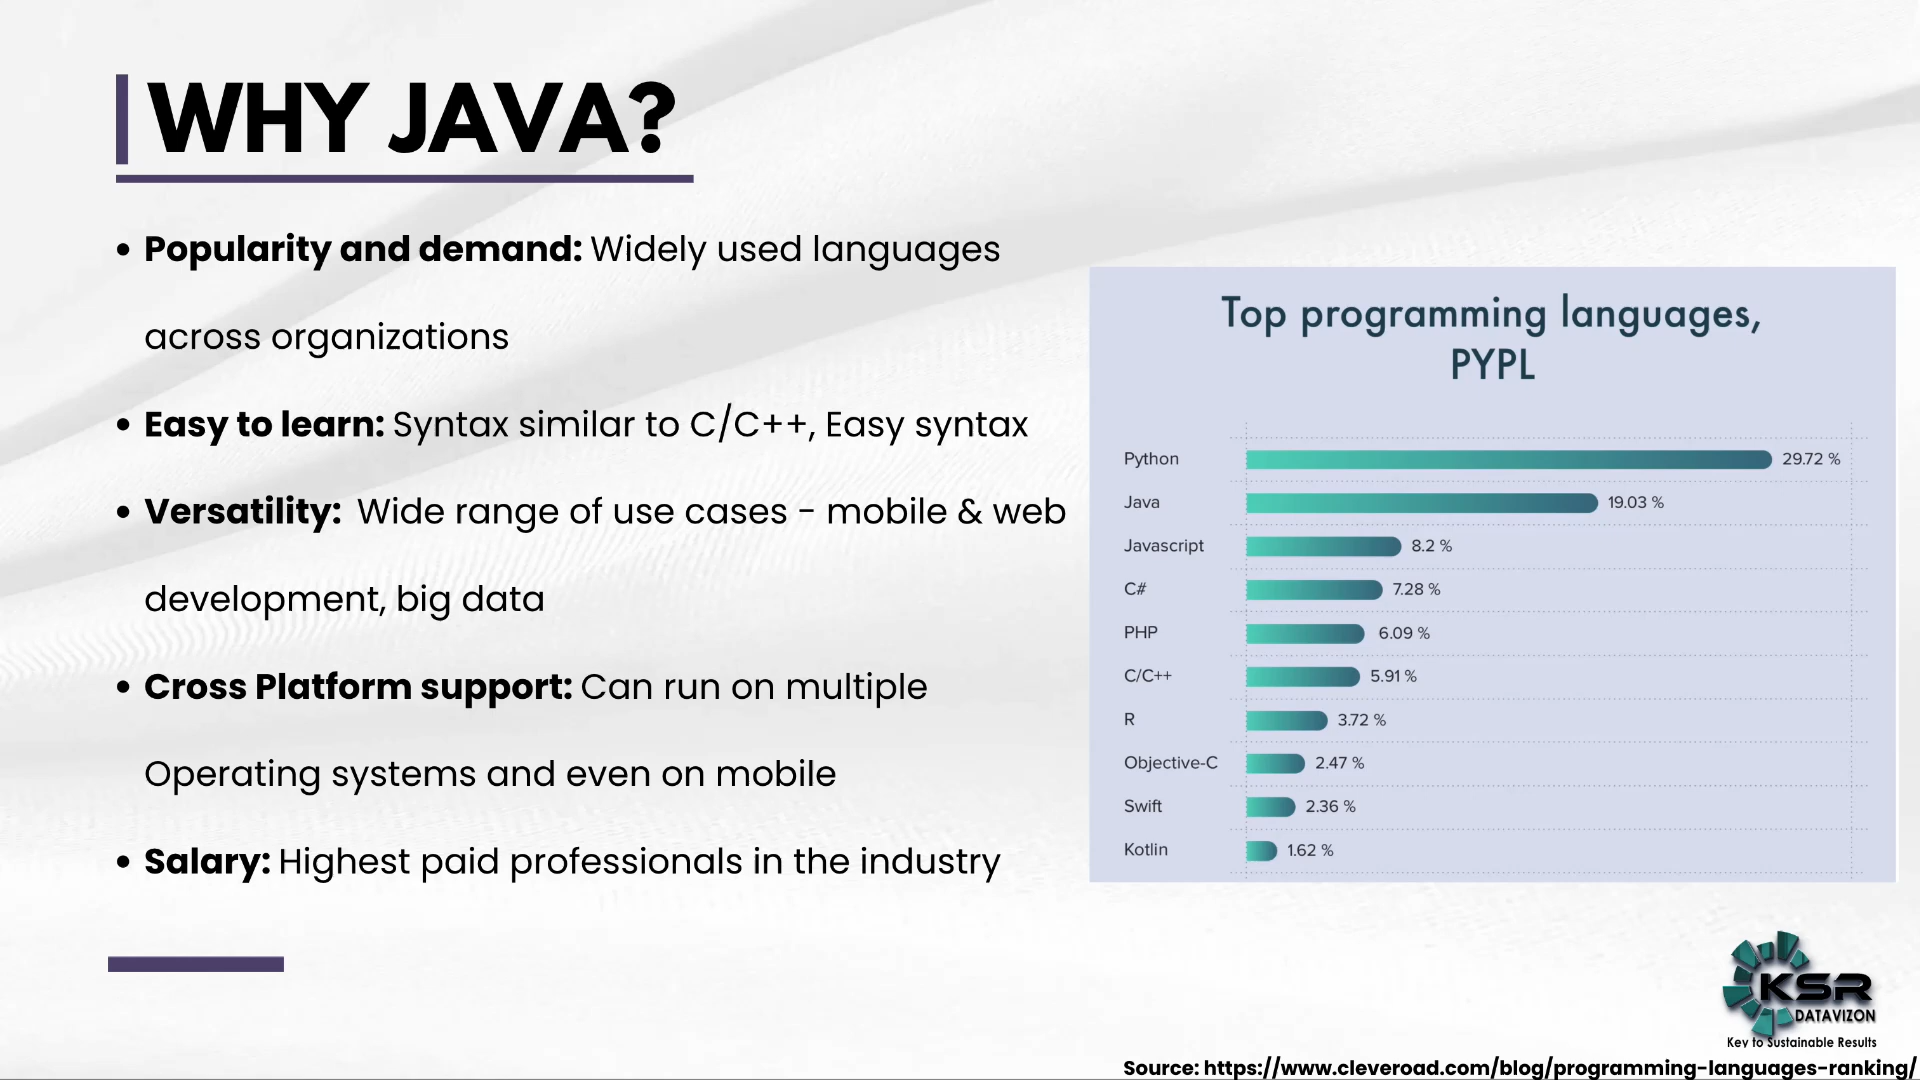 WHY JAVA?
• Popularity and demand: Widely used languages
across organizations
• Easy to learn: Syntax similar to C/C++, Easy syntax
• Versatility: Wide range of use cases - mobile & web
development, big data
• Cross Platform support: Can run on multiple
Operating systems and even on mobile
• Salary: Highest paid professionals in the industry
Top programming languages,
PYPL
Python 29.72 %
Java 19.03 %
Javascript 8.2 %
C# 7.28 %
PHP 6.09 %
C/C++ 5.91 %
R 3.72 %
Objective-C 2.47 %
Swift 2.36 %
Kotlin 1.62 %
KSR
DATAVIZON
Key to Sustainable Results
Source: https://www.cleveroad.com/blog/programming-languages-ranking/